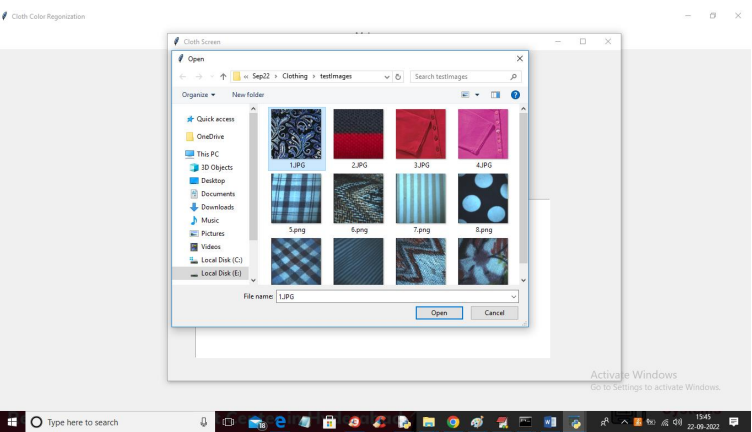 Cloth Color Regonization
Cloth Screen
Open
« Sep22 › Clothing › testImages
Search testImages
Organize
New folder
Quick access
OneDrive
This PC
3D Objects
Desktop
Documents
Downloads
Music
Pictures
Videos
Local Disk (C:)
Local Disk (E:)
1.JPG
2.JPG
3.JPG
4.JPG
5.png
6.png
7.png
8.png
File name:
1.JPG
Open
Cancel
Activate Windows
Go to Settings to activate Windows.
Type here to search
18
15:45
22-09-2022